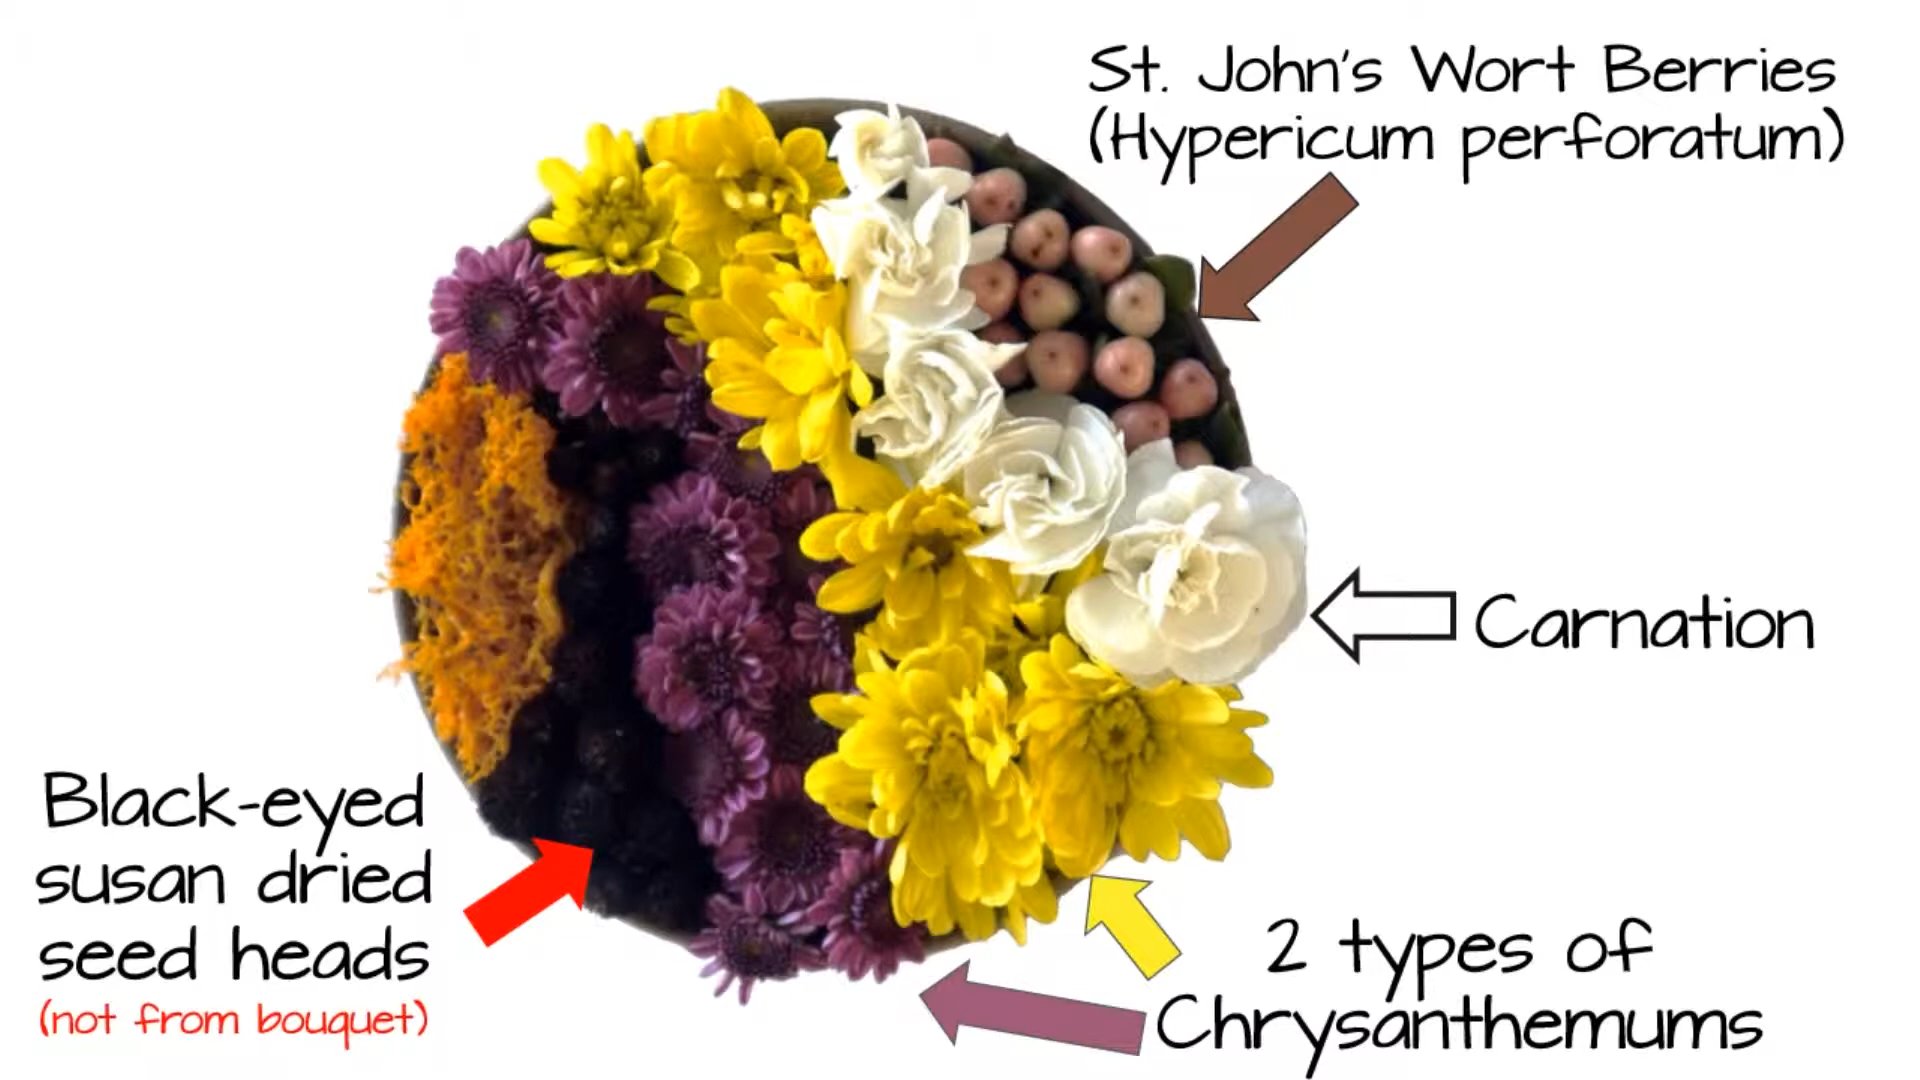 St. John's Wort Berries
(Hypericum perforatum)
Carnation
Black-eyed
susan dried
seed heads
(not from bouquet)
2 types of
Chrysanthemums